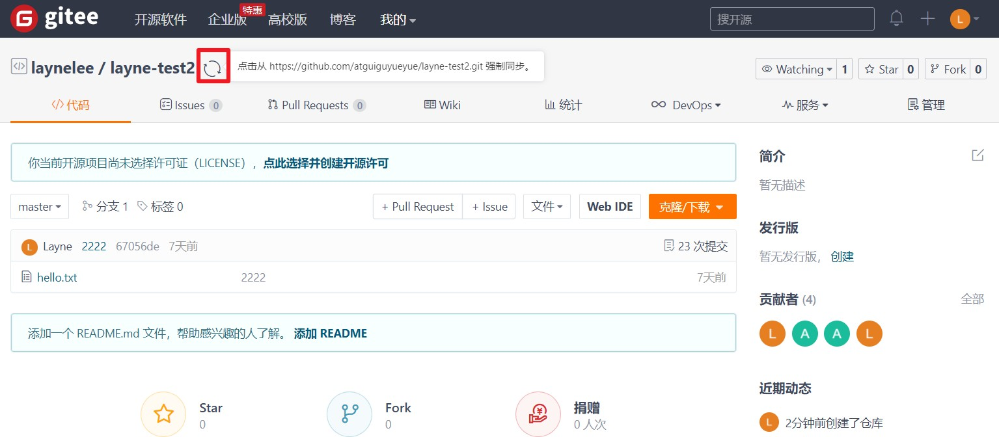 gitee 开源软件 企业版 特惠 高校版 博客 我的 搜开源 L
laynelee / layne-test2 点击从 https://github.com/atguiguyueyue/layne-test2.git 强制同步。 Watching 1 Star 0 Fork 0
代码 Issues 0 Pull Requests 0 Wiki 统计 DevOps 服务 管理
你当前开源项目尚未选择许可证（LICENSE），点此选择并创建开源许可
master 分支 1 标签 0 + Pull Request + Issue 文件 Web IDE 克隆/下载
L Layne 2222 67056de 7天前 23 次提交
hello.txt 2222 7天前
添加一个 README.md 文件，帮助感兴趣的人了解。 添加 README
Star
0
Fork
0
捐赠
0 人次
简介
暂无描述
发行版
暂无发行版， 创建
贡献者 (4) 全部
L A A L
近期动态
L 2分钟前创建了仓库